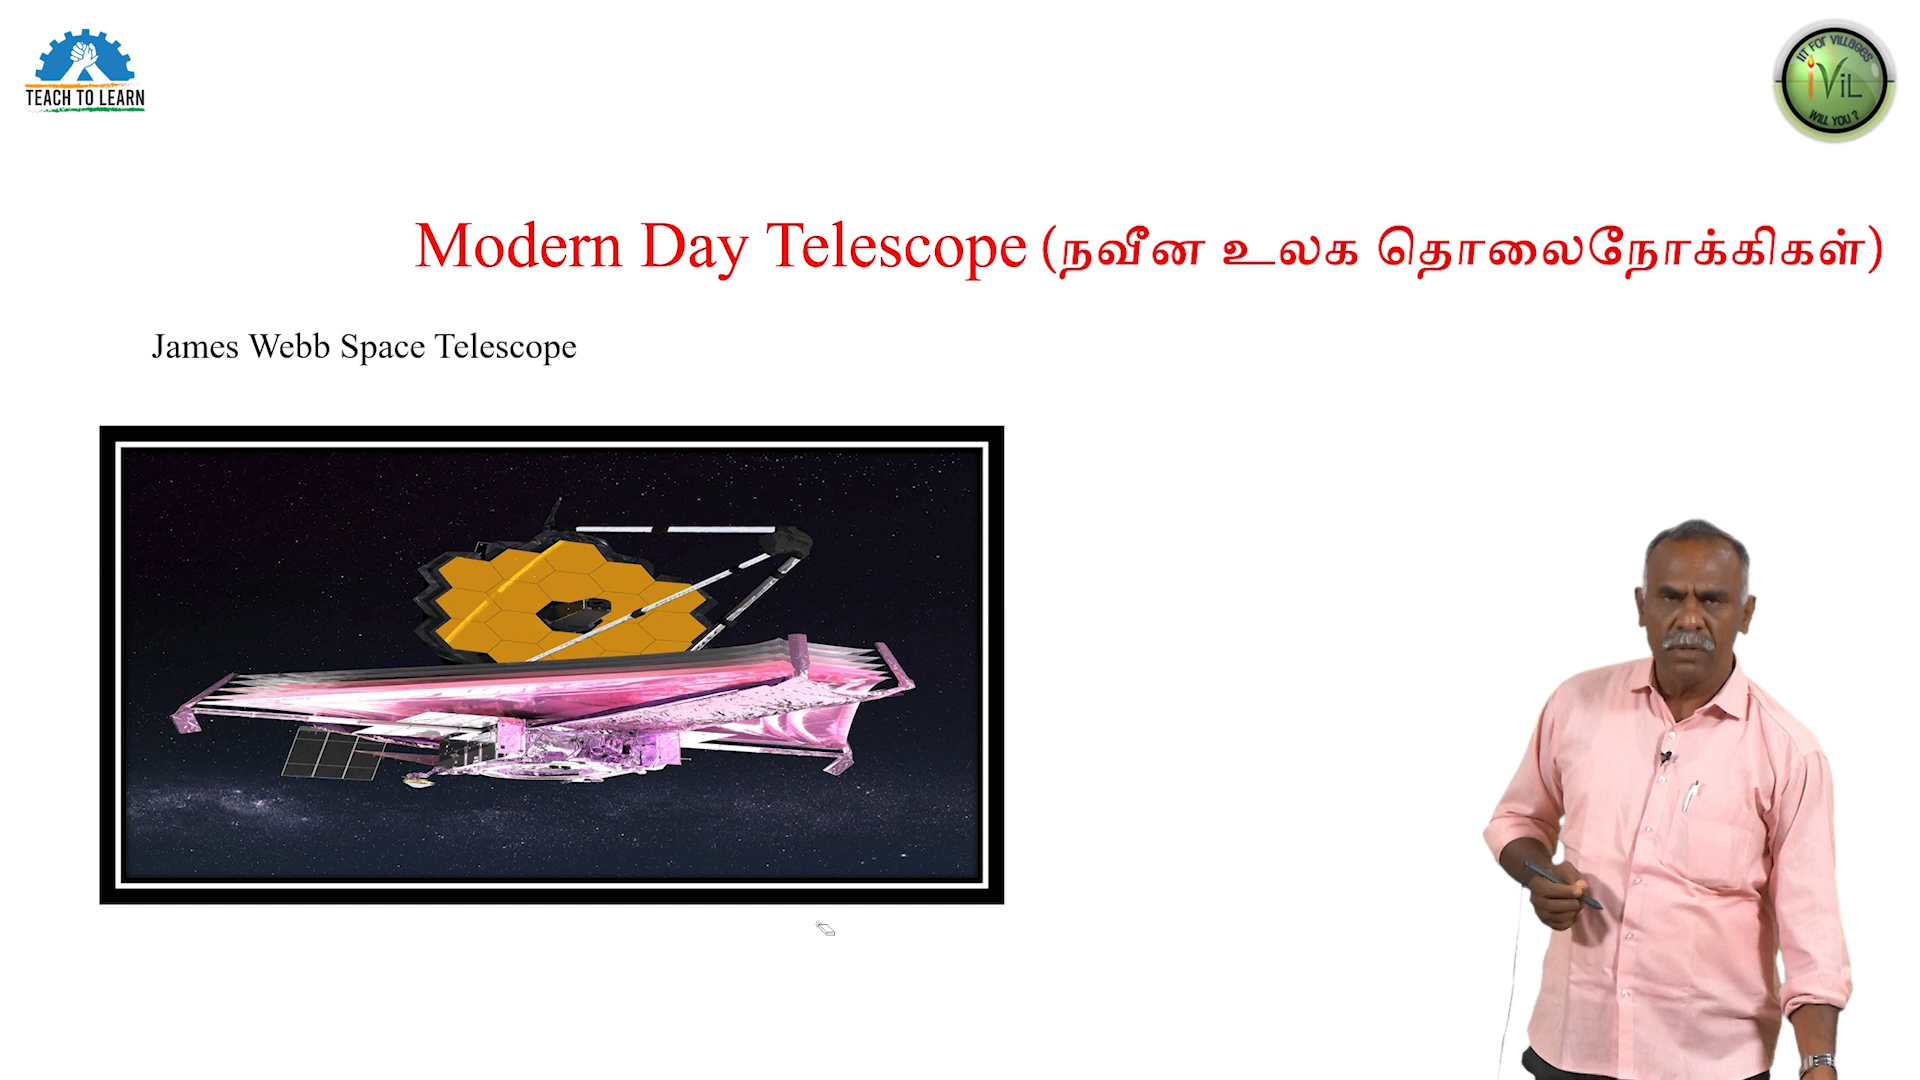 TEACH TO LEARN
IIT FOR VILLAGES
iViL
WILL YOU ?
Modern Day Telescope (நவீன உலக தொலைநோக்கிகள்)
James Webb Space Telescope